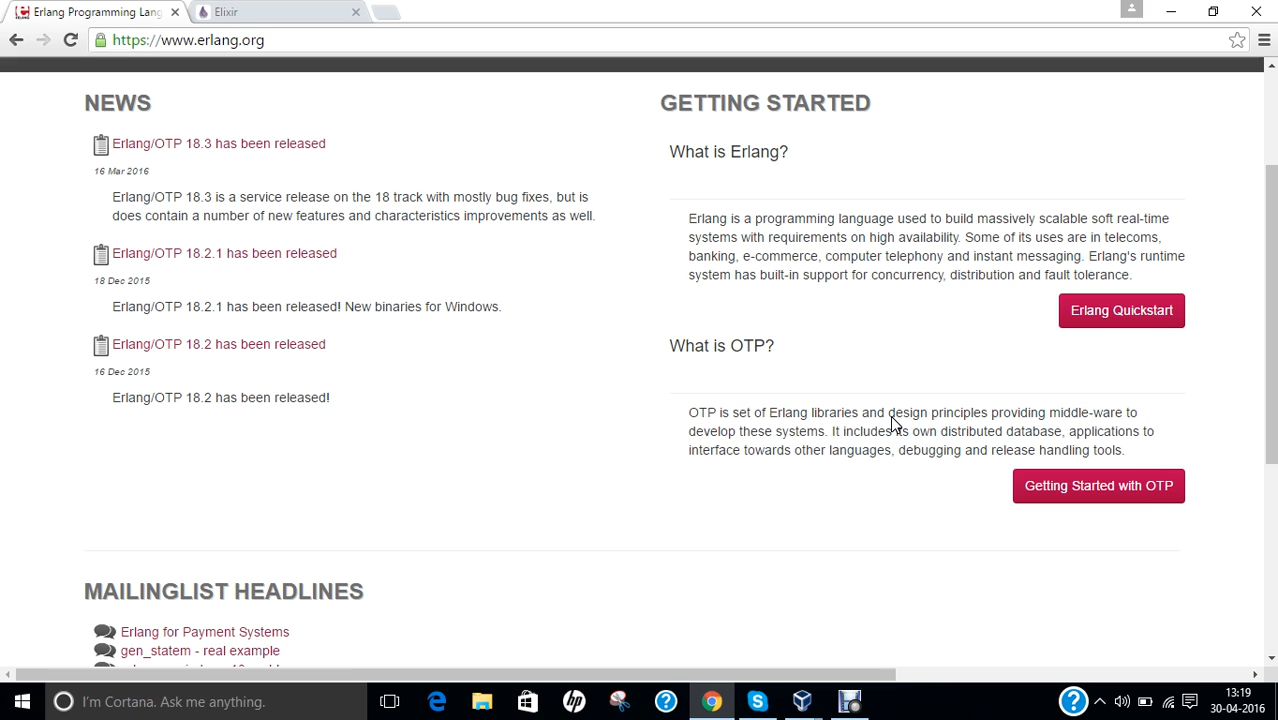 Erlang Programming Lang
Elixir
https://www.erlang.org
NEWS
Erlang/OTP 18.3 has been released
16 Mar 2016
Erlang/OTP 18.3 is a service release on the 18 track with mostly bug fixes, but is
does contain a number of new features and characteristics improvements as well.
Erlang/OTP 18.2.1 has been released
18 Dec 2015
Erlang/OTP 18.2.1 has been released! New binaries for Windows.
Erlang/OTP 18.2 has been released
16 Dec 2015
Erlang/OTP 18.2 has been released!
GETTING STARTED
What is Erlang?
Erlang is a programming language used to build massively scalable soft real-time
systems with requirements on high availability. Some of its uses are in telecoms,
banking, e-commerce, computer telephony and instant messaging. Erlang's runtime
system has built-in support for concurrency, distribution and fault tolerance.
Erlang Quickstart
What is OTP?
OTP is set of Erlang libraries and design principles providing middle-ware to
develop these systems. It includes its own distributed database, applications to
interface towards other languages, debugging and release handling tools.
Getting Started with OTP
MAILINGLIST HEADLINES
Erlang for Payment Systems
gen_statem - real example
I'm Cortana. Ask me anything.
hp
13:19
30-04-2016